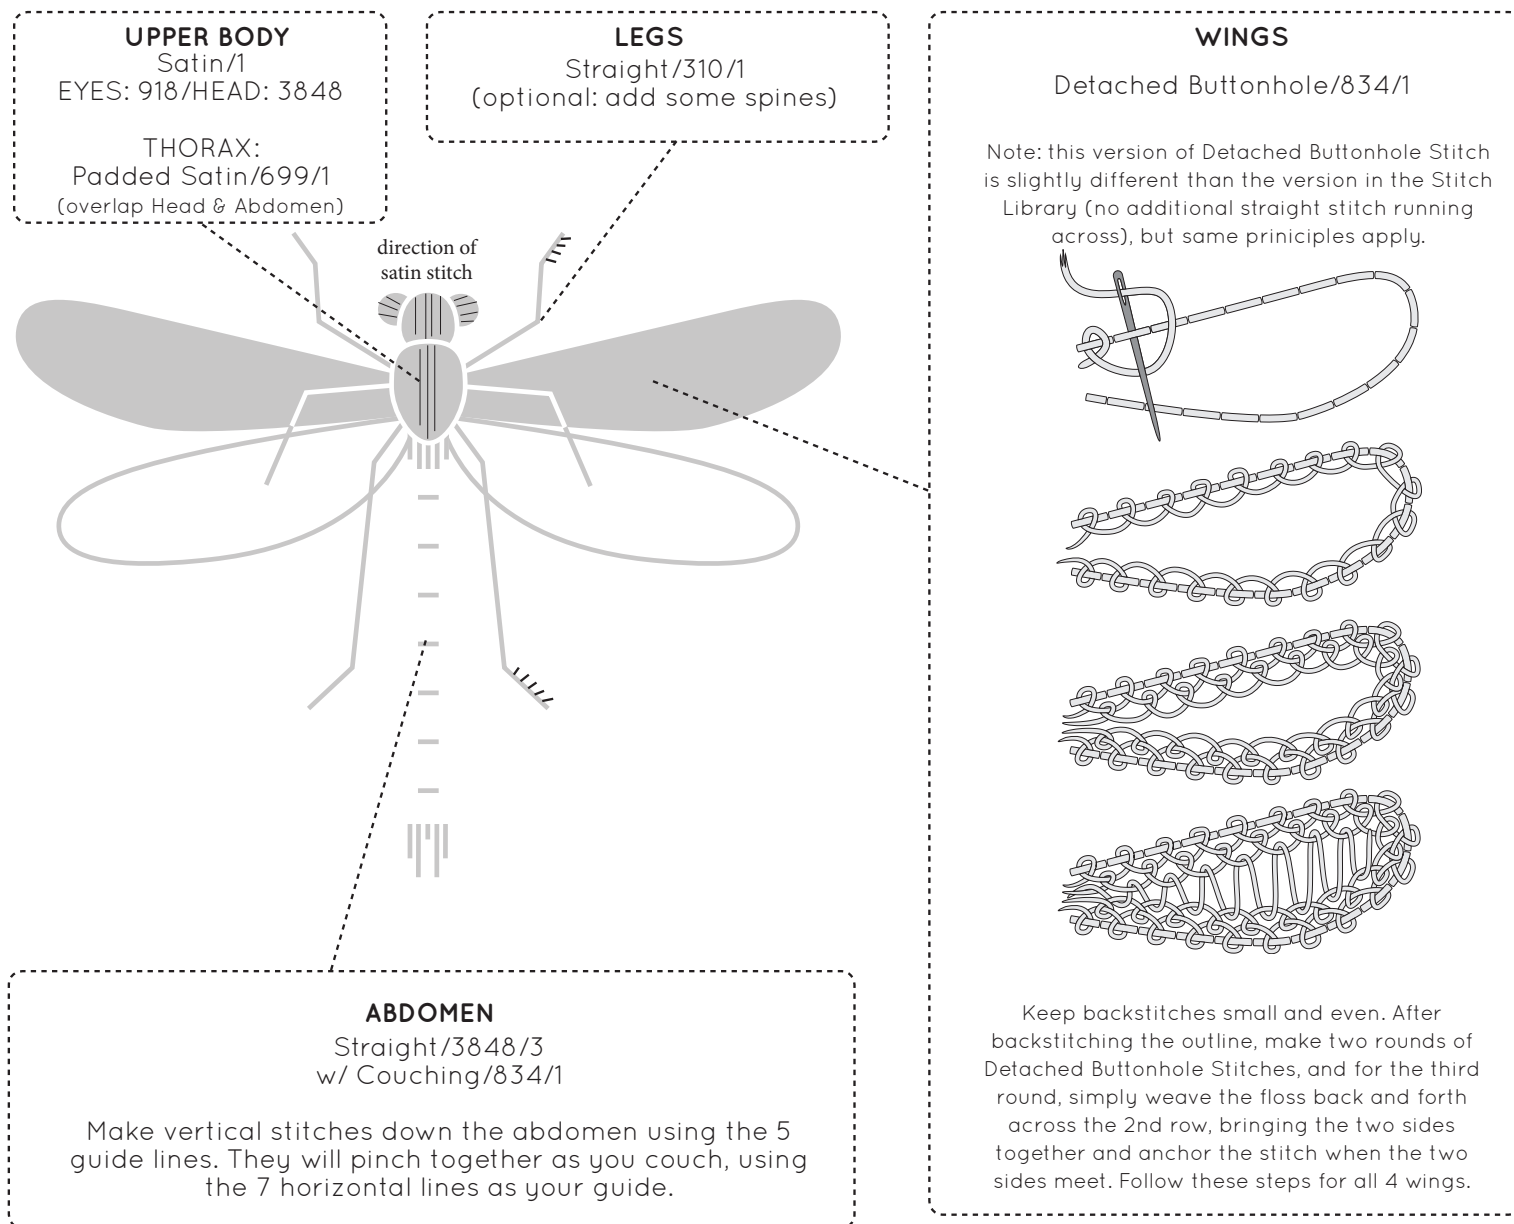 UPPER BODY
Satin/1
EYES: 918/HEAD: 3848
THORAX:
Padded Satin/699/1
(overlap Head & Abdomen)
LEGS
Straight/310/1
(optional: add some spines)
direction of
satin stitch
WINGS
Detached Buttonhole/834/1
Note: this version of Detached Buttonhole Stitch
is slightly different than the version in the Stitch
Library (no additional straight stitch running
across), but same priniciples apply.
Keep backstitches small and even. After
backstitching the outline, make two rounds of
Detached Buttonhole Stitches, and for the third
round, simply weave the floss back and forth
across the 2nd row, bringing the two sides
together and anchor the stitch when the two
sides meet. Follow these steps for all 4 wings.
ABDOMEN
Straight/3848/3
w/ Couching/834/1
Make vertical stitches down the abdomen using the 5
guide lines. They will pinch together as you couch, using
the 7 horizontal lines as your guide.